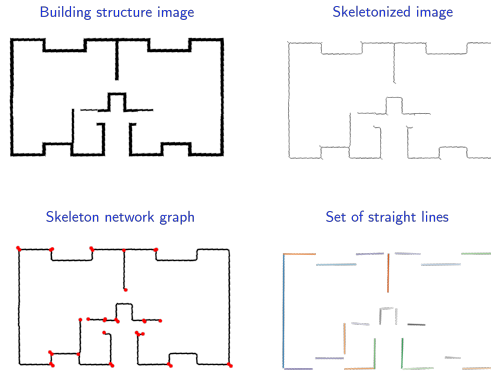 Building structure image
Skeletonized image
Skeleton network graph
Set of straight lines